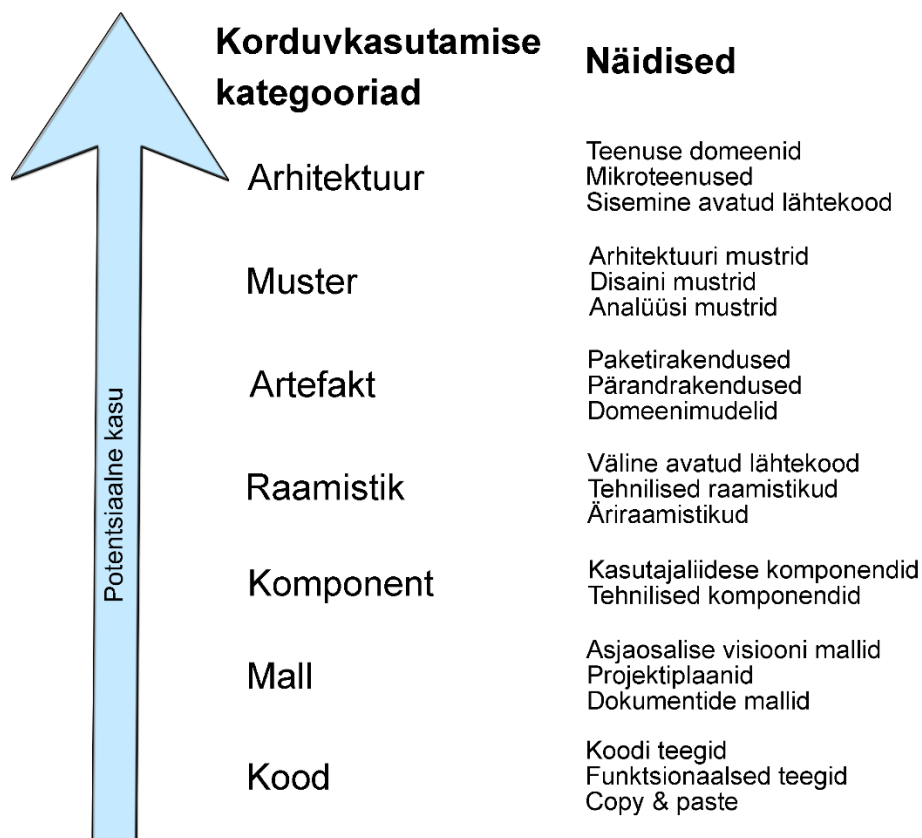 Korduvkasutamise
kategooriad
Näidised
Arhitektuur
Teenuse domeenid
Mikroteenused
Sisemine avatud lähtekood
Muster
Arhitektuuri mustrid
Disaini mustrid
Analüüsi mustrid
Artefakt
Paketirakendused
Pärandrakendused
Domeenimudelid
Raamistik
Väline avatud lähtekood
Tehnilised raamistikud
Äriraamistikud
Komponent
Kasutajaliidese komponendid
Tehnilised komponendid
Mall
Asjaosalise visiooni mallid
Projektiplaanid
Dokumentide mallid
Kood
Koodi teegid
Funktsionaalsed teegid
Copy & paste
Potentsiaalne kasu